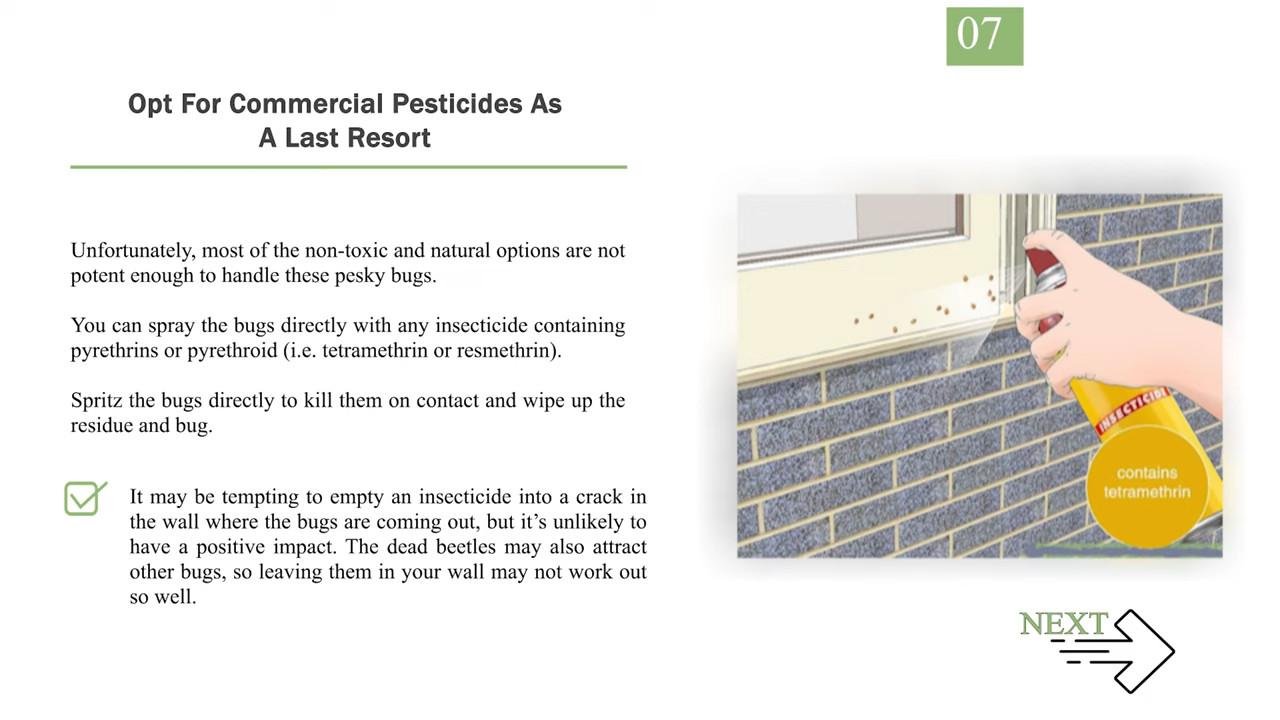 07
Opt For Commercial Pesticides As
A Last Resort
Unfortunately, most of the non-toxic and natural options are not
potent enough to handle these pesky bugs.
You can spray the bugs directly with any insecticide containing
pyrethrins or pyrethroid (i.e. tetramethrin or resmethrin).
Spritz the bugs directly to kill them on contact and wipe up the
residue and bug.
It may be tempting to empty an insecticide into a crack in
the wall where the bugs are coming out, but it’s unlikely to
have a positive impact. The dead beetles may also attract
other bugs, so leaving them in your wall may not work out
so well.
INSECTICIDE
contains
tetramethrin
NEXT